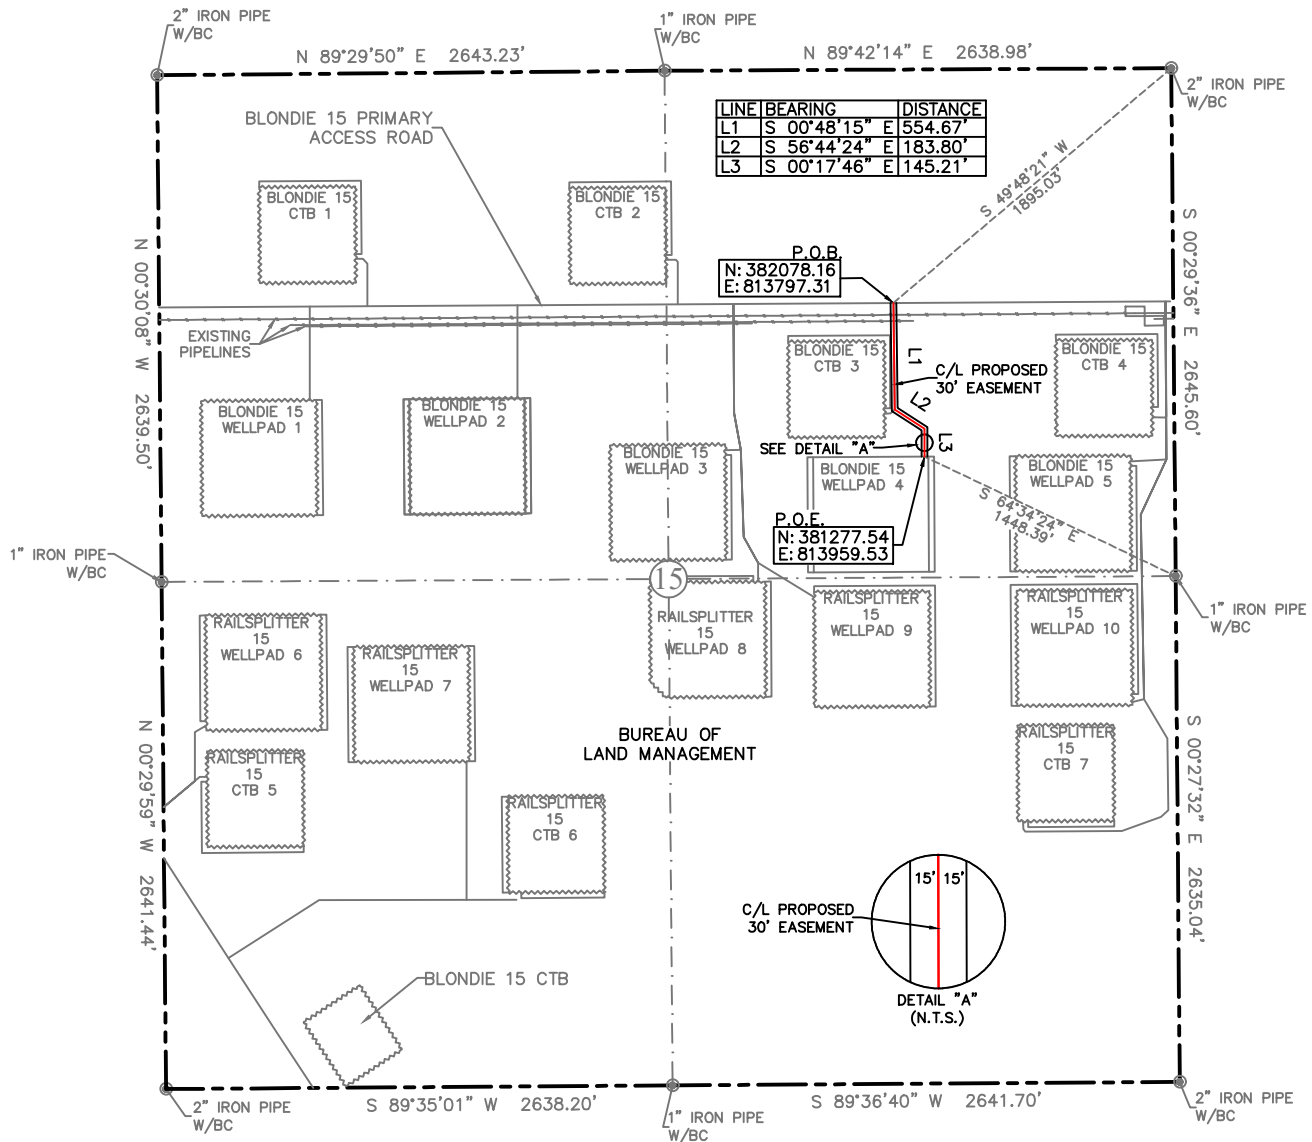 2" IRON PIPE
W/BC
1" IRON PIPE
W/BC
N 89°29'50" E 2643.23'
N 89°42'14" E 2638.98'
2" IRON PIPE
W/BC
BLONDIE 15 PRIMARY
ACCESS ROAD
LINE BEARING DISTANCE
L1 S 00°48'15" E 554.67'
L2 S 56°44'24" E 183.80'
L3 S 00°17'46" E 145.21'
S 49°48'21" W
1895.03'
BLONDIE 15
CTB 1
BLONDIE 15
CTB 2
N 00°30'08" W 2639.50'
S 00°29'36" E 2645.60'
P.O.B.
N: 382078.16
E: 813797.31
EXISTING
PIPELINES
BLONDIE 15
CTB 3
L1
C/L PROPOSED
30' EASEMENT
L2
L3
BLONDIE 15
CTB 4
BLONDIE 15
WELLPAD 1
BLONDIE 15
WELLPAD 2
BLONDIE 15
WELLPAD 3
SEE DETAIL "A"
BLONDIE 15
WELLPAD 4
BLONDIE 15
WELLPAD 5
S 64°34'24" E
1448.39'
P.O.E.
N: 381277.54
E: 813959.53
1" IRON PIPE
W/BC
15
1" IRON PIPE
W/BC
RAILSPLITTER
15
WELLPAD 6
RAILSPLITTER
15
WELLPAD 7
RAILSPLITTER
15
WELLPAD 8
RAILSPLITTER
15
WELLPAD 9
RAILSPLITTER
15
WELLPAD 10
N 00°29'59" W 2641.44'
S 00°27'32" E 2635.04'
BUREAU OF
LAND MANAGEMENT
RAILSPLITTER
15
CTB 5
RAILSPLITTER
15
CTB 6
RAILSPLITTER
15
CTB 7
15' 15'
C/L PROPOSED
30' EASEMENT
DETAIL "A"
(N.T.S.)
BLONDIE 15 CTB
2" IRON PIPE
W/BC
S 89°35'01" W 2638.20'
1" IRON PIPE
W/BC
S 89°36'40" W 2641.70'
2" IRON PIPE
W/BC